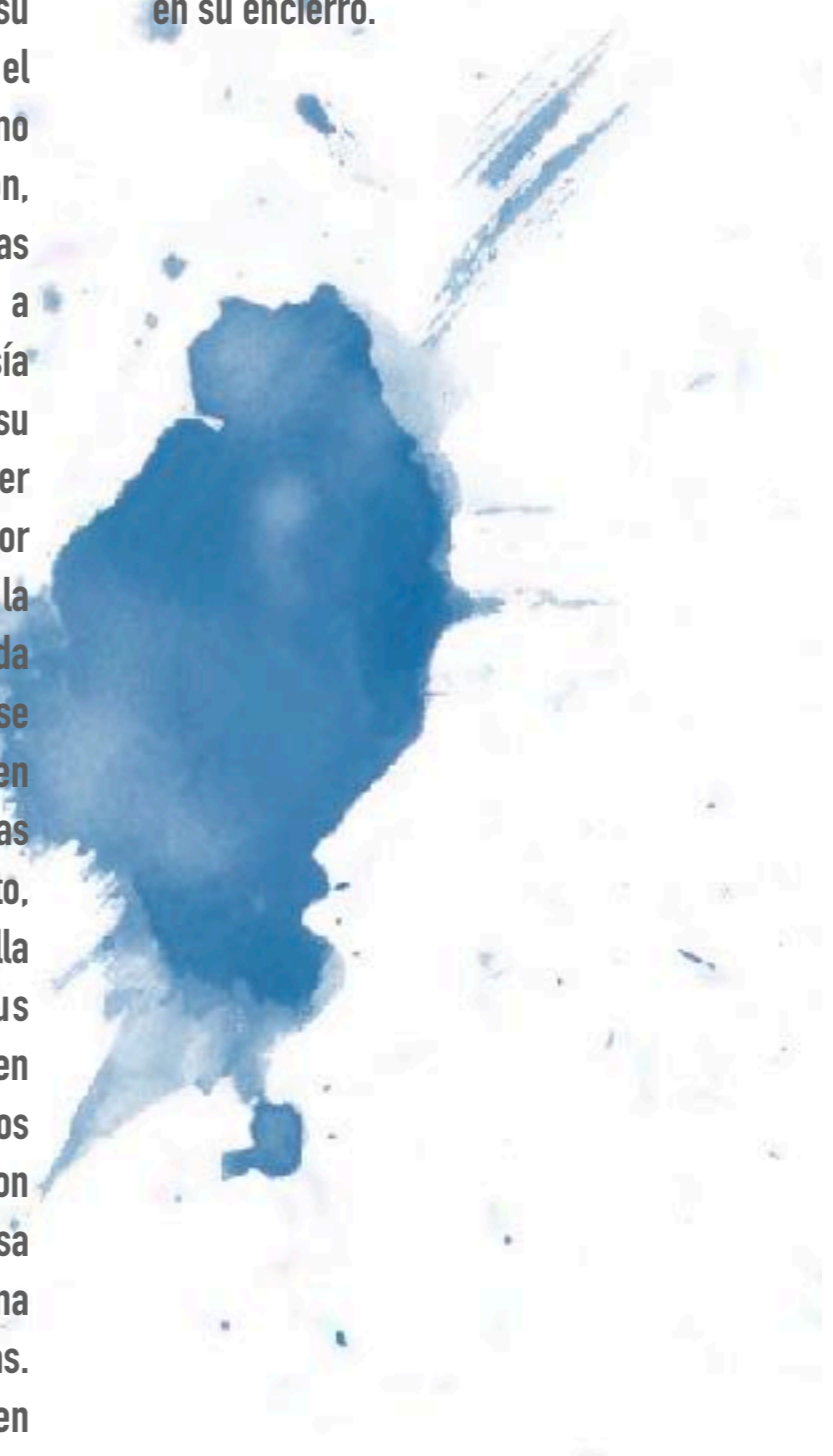 su
el
no
on,
as
a
sía
su
er
or
la
da
se
en
as
to,
lla
us
en
os
on
sa
na
as.
en
en su encierro.